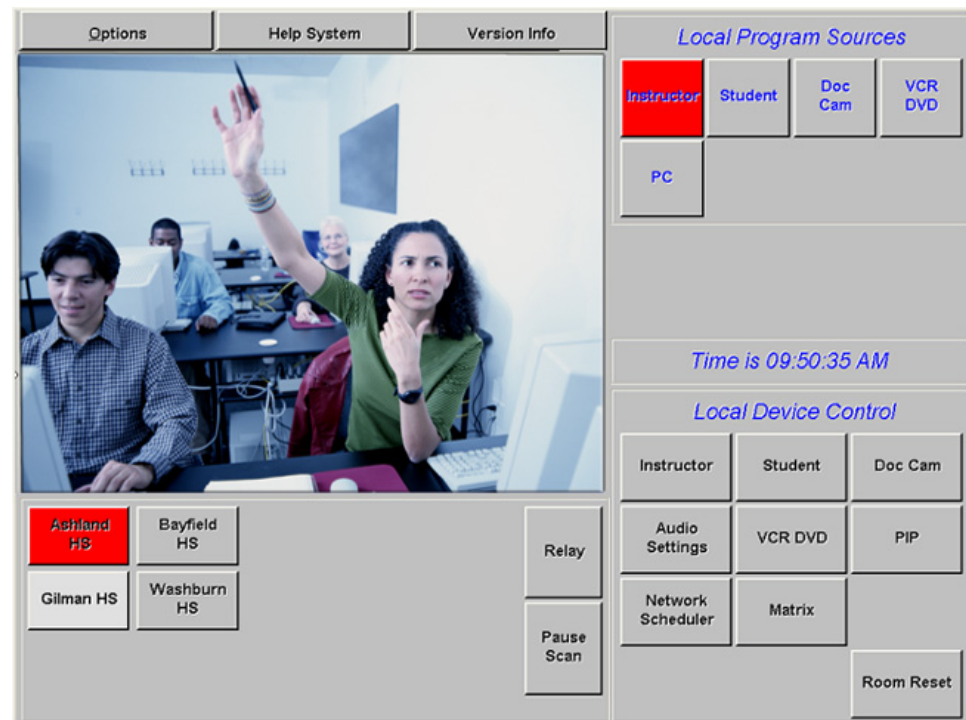 Options
Help System
Version Info
Local Program Sources
Instructor
Student
Doc
Cam
VCR
DVD
PC
Time is 09:50:35 AM
Local Device Control
Instructor
Student
Doc Cam
Audio
Settings
VCR DVD
PIP
Network
Scheduler
Matrix
Room Reset
Ashland
HS
Bayfield
HS
Gilman HS
Washburn
HS
Relay
Pause
Scan